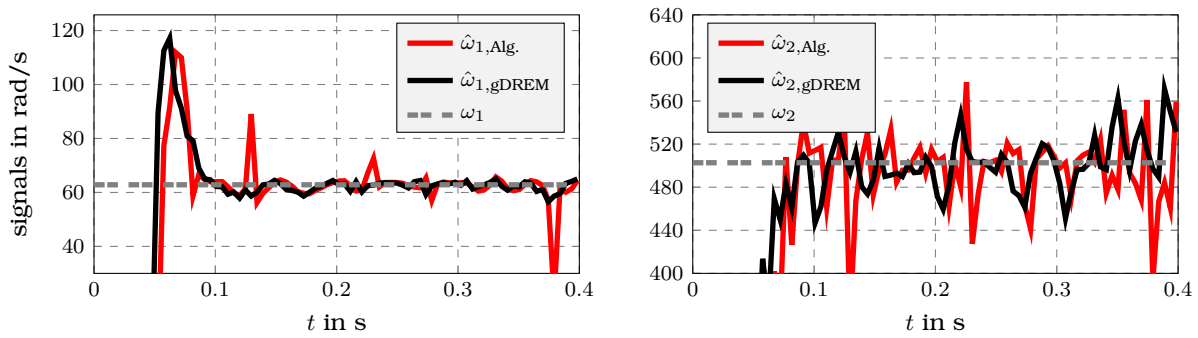 120
100
80
60
40
signals in rad/s
0
0.1
0.2
0.3
0.4
t in s
ω̂1,Alg.
ω̂1,gDREM
ω1
640
600
560
520
480
440
400
0
0.1
0.2
0.3
0.4
t in s
ω̂2,Alg.
ω̂2,gDREM
ω2